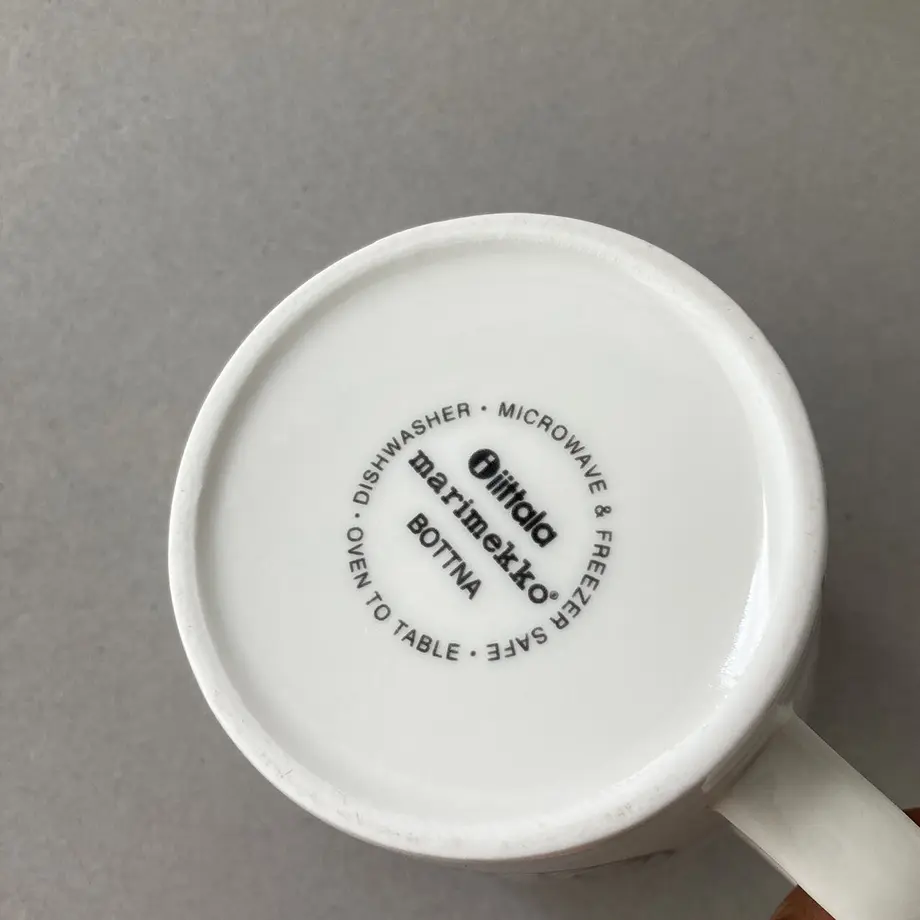 iittala
marimekko®
BOTTNA
DISHWASHER · MICROWAVE & FREEZER SAFE · OVEN TO TABLE ·